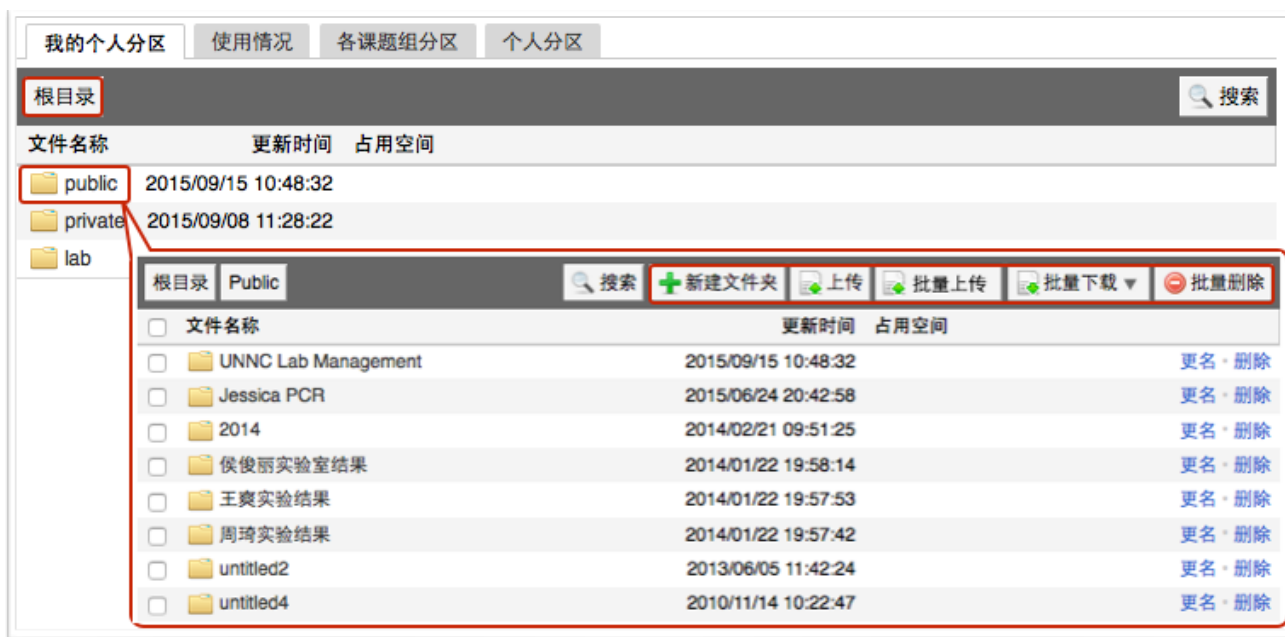 我的个人分区 使用情况 各课题组分区 个人分区
根目录 搜索
文件名称 更新时间 占用空间
public 2015/09/15 10:48:32
private 2015/09/08 11:28:22
lab
根目录 Public 搜索 新建文件夹 上传 批量上传 批量下载 批量删除
文件名称 更新时间 占用空间
UNNC Lab Management 2015/09/15 10:48:32 更名 · 删除
Jessica PCR 2015/06/24 20:42:58 更名 · 删除
2014 2014/02/21 09:51:25 更名 · 删除
侯俊丽实验室结果 2014/01/22 19:58:14 更名 · 删除
王爽实验结果 2014/01/22 19:57:53 更名 · 删除
周琦实验结果 2014/01/22 19:57:42 更名 · 删除
untitled2 2013/06/05 11:42:24 更名 · 删除
untitled4 2010/11/14 10:22:47 更名 · 删除